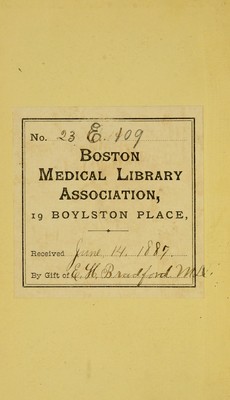 No. 23 E. 109
BOSTON
MEDICAL LIBRARY
ASSOCIATION,
19 BOYLSTON PLACE,
Received June, 14. 1887.
By Gift of E. H. Bradford M.D.